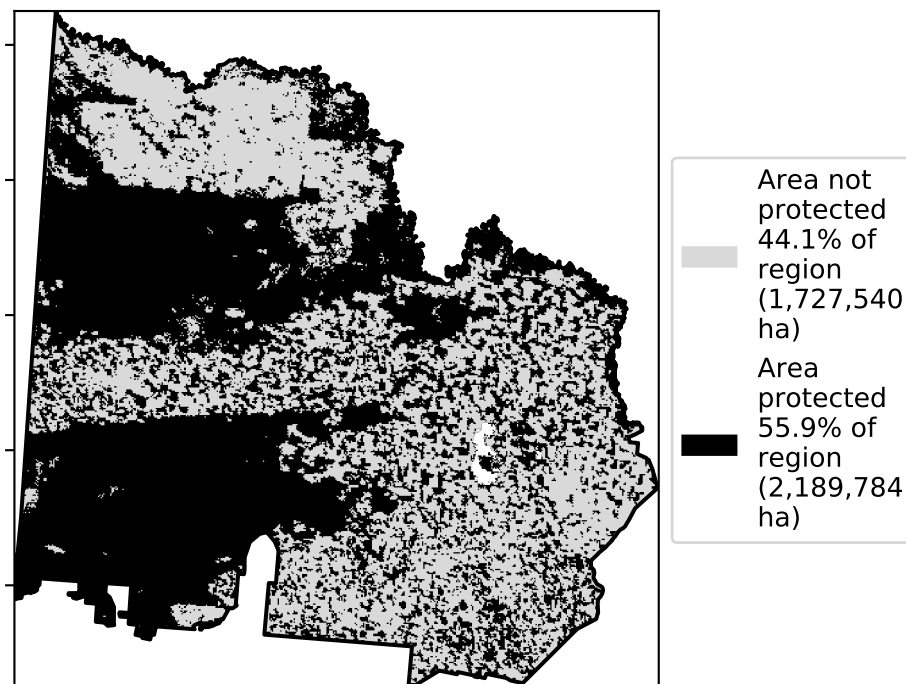 Area not
protected
44.1% of
region
(1,727,540
ha)
Area
protected
55.9% of
region
(2,189,784
ha)